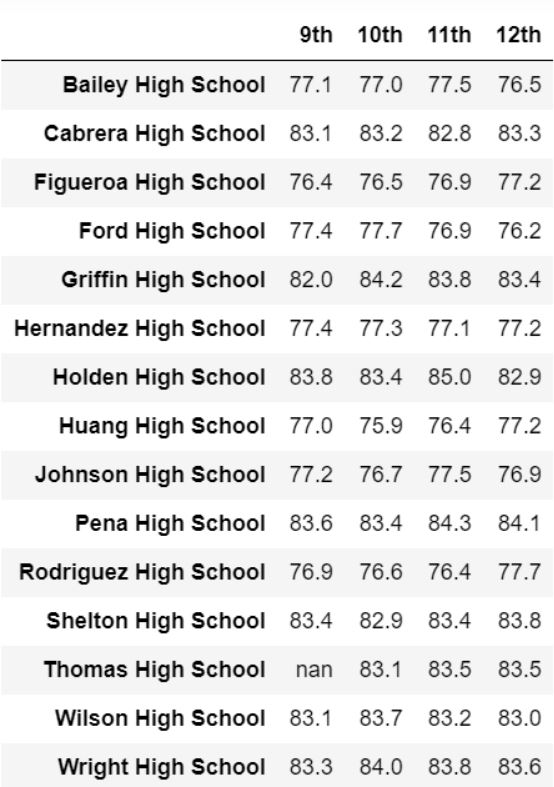 9th 10th 11th 12th
Bailey High School 77.1 77.0 77.5 76.5
Cabrera High School 83.1 83.2 82.8 83.3
Figueroa High School 76.4 76.5 76.9 77.2
Ford High School 77.4 77.7 76.9 76.2
Griffin High School 82.0 84.2 83.8 83.4
Hernandez High School 77.4 77.3 77.1 77.2
Holden High School 83.8 83.4 85.0 82.9
Huang High School 77.0 75.9 76.4 77.2
Johnson High School 77.2 76.7 77.5 76.9
Pena High School 83.6 83.4 84.3 84.1
Rodriguez High School 76.9 76.6 76.4 77.7
Shelton High School 83.4 82.9 83.4 83.8
Thomas High School nan 83.1 83.5 83.5
Wilson High School 83.1 83.7 83.2 83.0
Wright High School 83.3 84.0 83.8 83.6